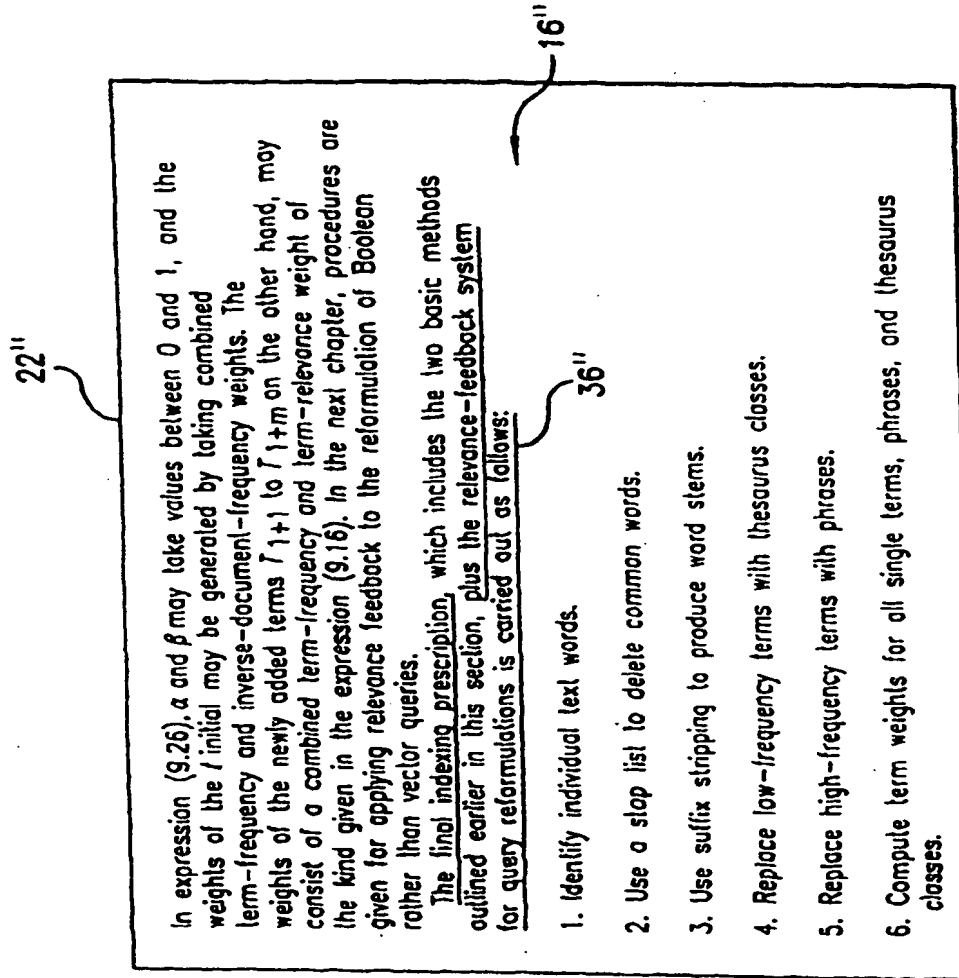 22"
In expression (9.26), α and β may take values between 0 and 1, and the
weights of the l initial may be generated by taking combined
term-frequency and inverse-document-frequency weights. The
weights of the newly added terms T l+1 to T l+m on the other hand, may
consist of a combined term-frequency and term-relevance weight of
the kind given in the expression (9.16). In the next chapter, procedures are
given for applying relevance feedback to the reformulation of Boolean
rather than vector queries.
The final indexing prescription, which includes the two basic methods
outlined earlier in this section, plus the relevance-feedback system
for query reformulations is carried out as follows:
16"
36"
1. Identify individual text words.
2. Use a stop list to delete common words.
3. Use suffix stripping to produce word stems.
4. Replace low-frequency terms with thesaurus classes.
5. Replace high-frequency terms with phrases.
6. Compute term weights for all single terms, phrases, and thesaurus
classes.